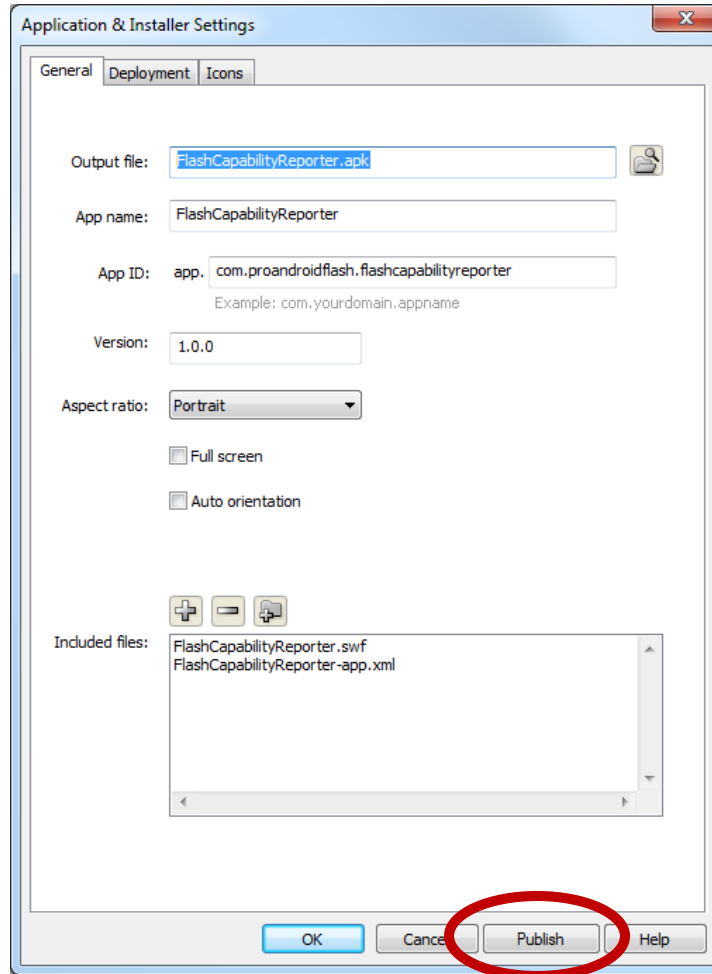 Application & Installer Settings
x
General Deployment Icons
Output file: FlashCapabilityReporter.apk
App name: FlashCapabilityReporter
App ID: app. com.proandroidflash.flashcapabilityreporter
Example: com.yourdomain.appname
Version: 1.0.0
Aspect ratio: Portrait
Full screen
Auto orientation
Included files: FlashCapabilityReporter.swf
FlashCapabilityReporter-app.xml
OK Cance Publish Help